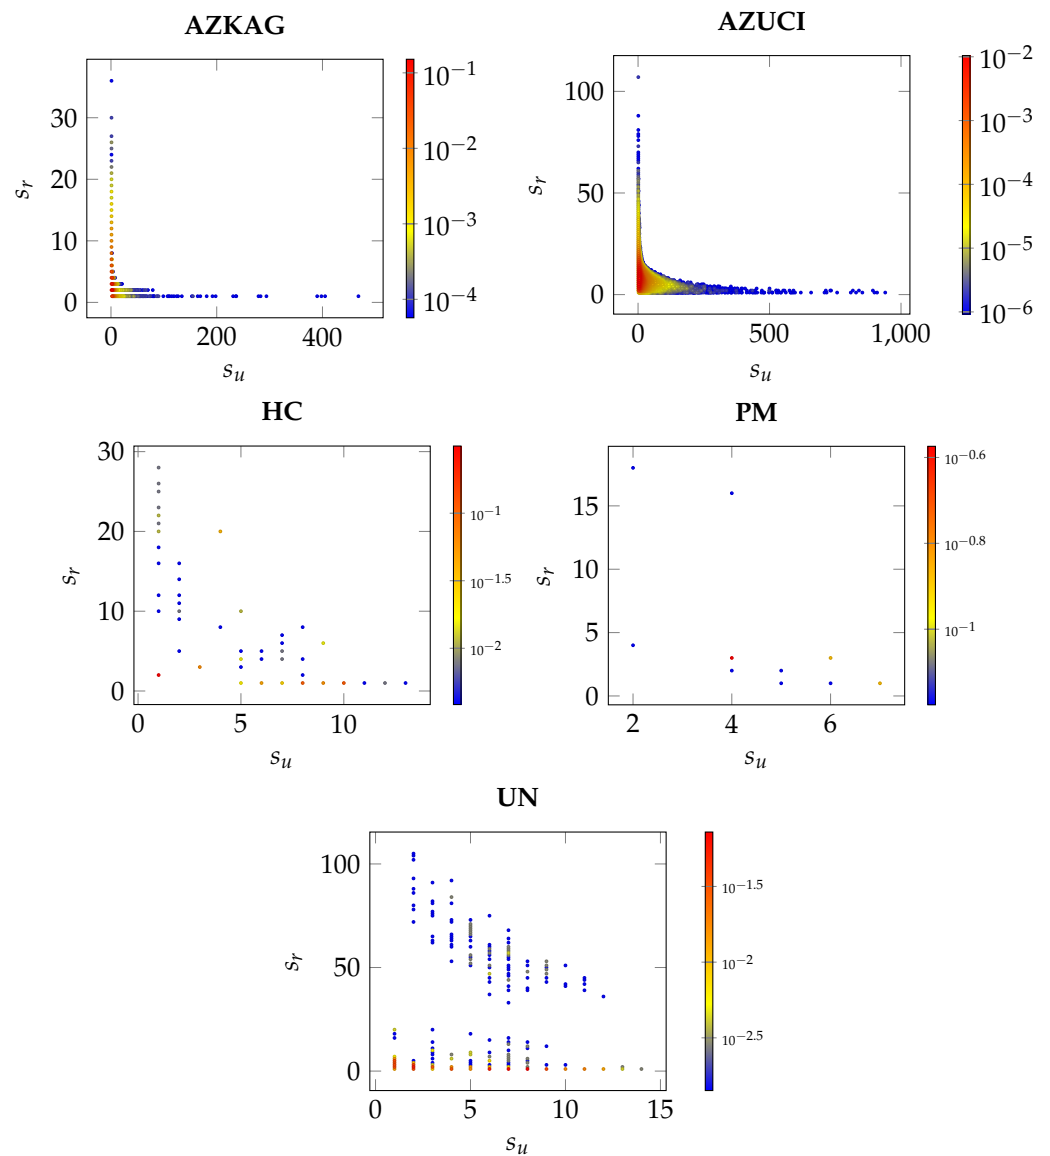 AZKAG
AZUCI
s_r
30
20
10
0
0 200 400
s_u
10^{−1}
10^{−2}
10^{−3}
10^{−4}
s_r
100
50
0
0 500 1,000
s_u
10^{−2}
10^{−3}
10^{−4}
10^{−5}
10^{−6}
HC
PM
s_r
30
20
10
0
0 5 10
s_u
10^{−1}
10^{−1.5}
10^{−2}
s_r
15
10
5
0
2 4 6
s_u
10^{−0.6}
10^{−0.8}
10^{−1}
UN
s_r
100
50
0
0 5 10 15
s_u
10^{−1.5}
10^{−2}
10^{−2.5}